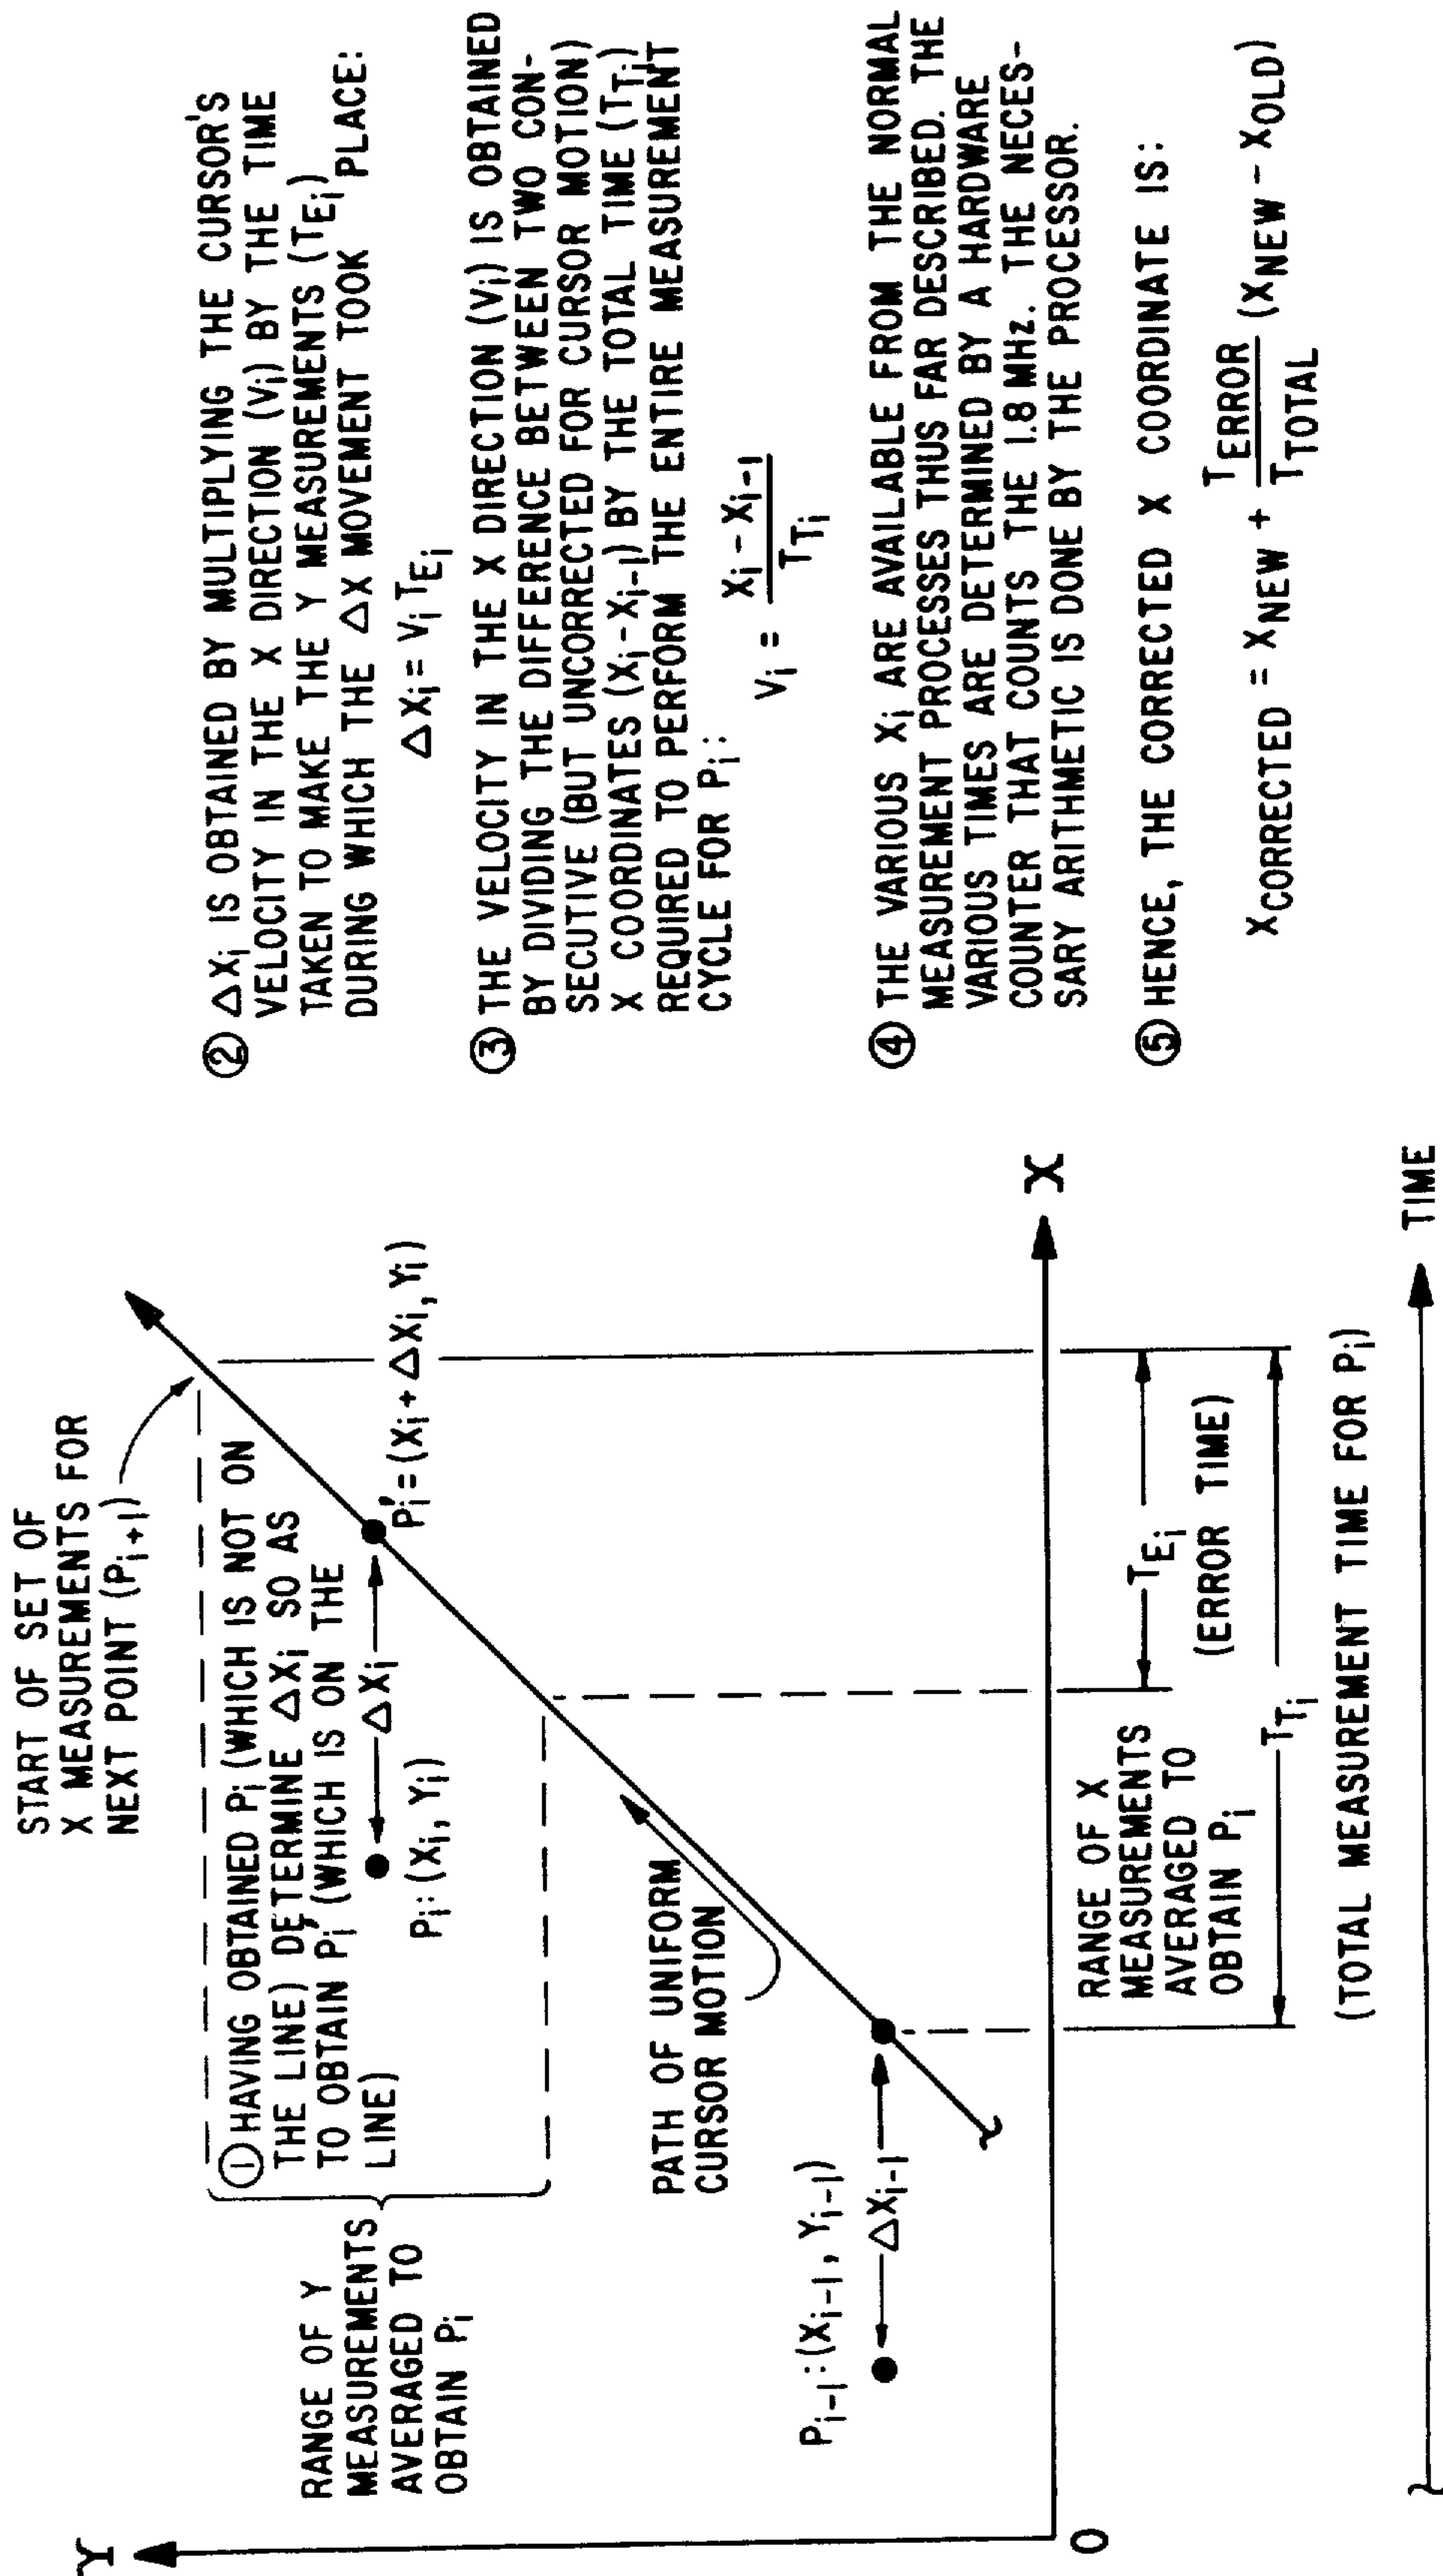 Y
START OF SET OF
X MEASUREMENTS FOR
NEXT POINT (Pi+1)
① HAVING OBTAINED Pi (WHICH IS NOT ON
THE LINE) DETERMINE ΔXi SO AS
TO OBTAIN Pi' (WHICH IS ON THE
LINE)
RANGE OF Y
MEASUREMENTS
AVERAGED TO
OBTAIN Pi
ΔXi
Pi: (Xi, Yi)
Pi'=(Xi+ΔXi, Yi)
PATH OF UNIFORM
CURSOR MOTION
Pi-1:(Xi-1, Yi-1)
ΔXi-1
0
X
RANGE OF X
MEASUREMENTS
AVERAGED TO
OBTAIN Pi
TEi
(ERROR TIME)
TTi
(TOTAL MEASUREMENT TIME FOR Pi)
TIME
② ΔXi IS OBTAINED BY MULTIPLYING THE CURSOR'S
VELOCITY IN THE X DIRECTION (Vi) BY THE TIME
TAKEN TO MAKE THE Y MEASUREMENTS (TEi)
DURING WHICH THE ΔX MOVEMENT TOOK PLACE:
ΔXi = Vi TEi
③ THE VELOCITY IN THE X DIRECTION (Vi) IS OBTAINED
BY DIVIDING THE DIFFERENCE BETWEEN TWO CON-
SECUTIVE (BUT UNCORRECTED FOR CURSOR MOTION)
X COORDINATES (Xi-Xi-1) BY THE TOTAL TIME (TTi)
REQUIRED TO PERFORM THE ENTIRE MEASUREMENT
CYCLE FOR Pi:
Vi = (Xi - Xi-1) / TTi
④ THE VARIOUS Xi ARE AVAILABLE FROM THE NORMAL
MEASUREMENT PROCESSES THUS FAR DESCRIBED. THE
VARIOUS TIMES ARE DETERMINED BY A HARDWARE
COUNTER THAT COUNTS THE 1.8 MHz. THE NECES-
SARY ARITHMETIC IS DONE BY THE PROCESSOR.
⑤ HENCE, THE CORRECTED X COORDINATE IS:
XCORRECTED = XNEW + TERROR / TTOTAL (XNEW - XOLD)